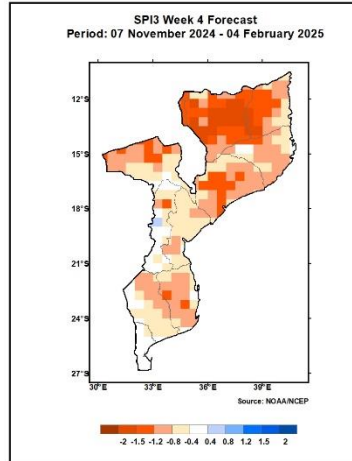 SPI3 Week 4 Forecast
Period: 07 November 2024 - 04 February 2025
12°S
15°S
18°S
21°S
24°S
27°S
30°E 33°E 36°E 39°E
Source: NOAA/NCEP
-2 -1.5 -1.2 -0.8 -0.4 0.4 0.8 1.2 1.5 2